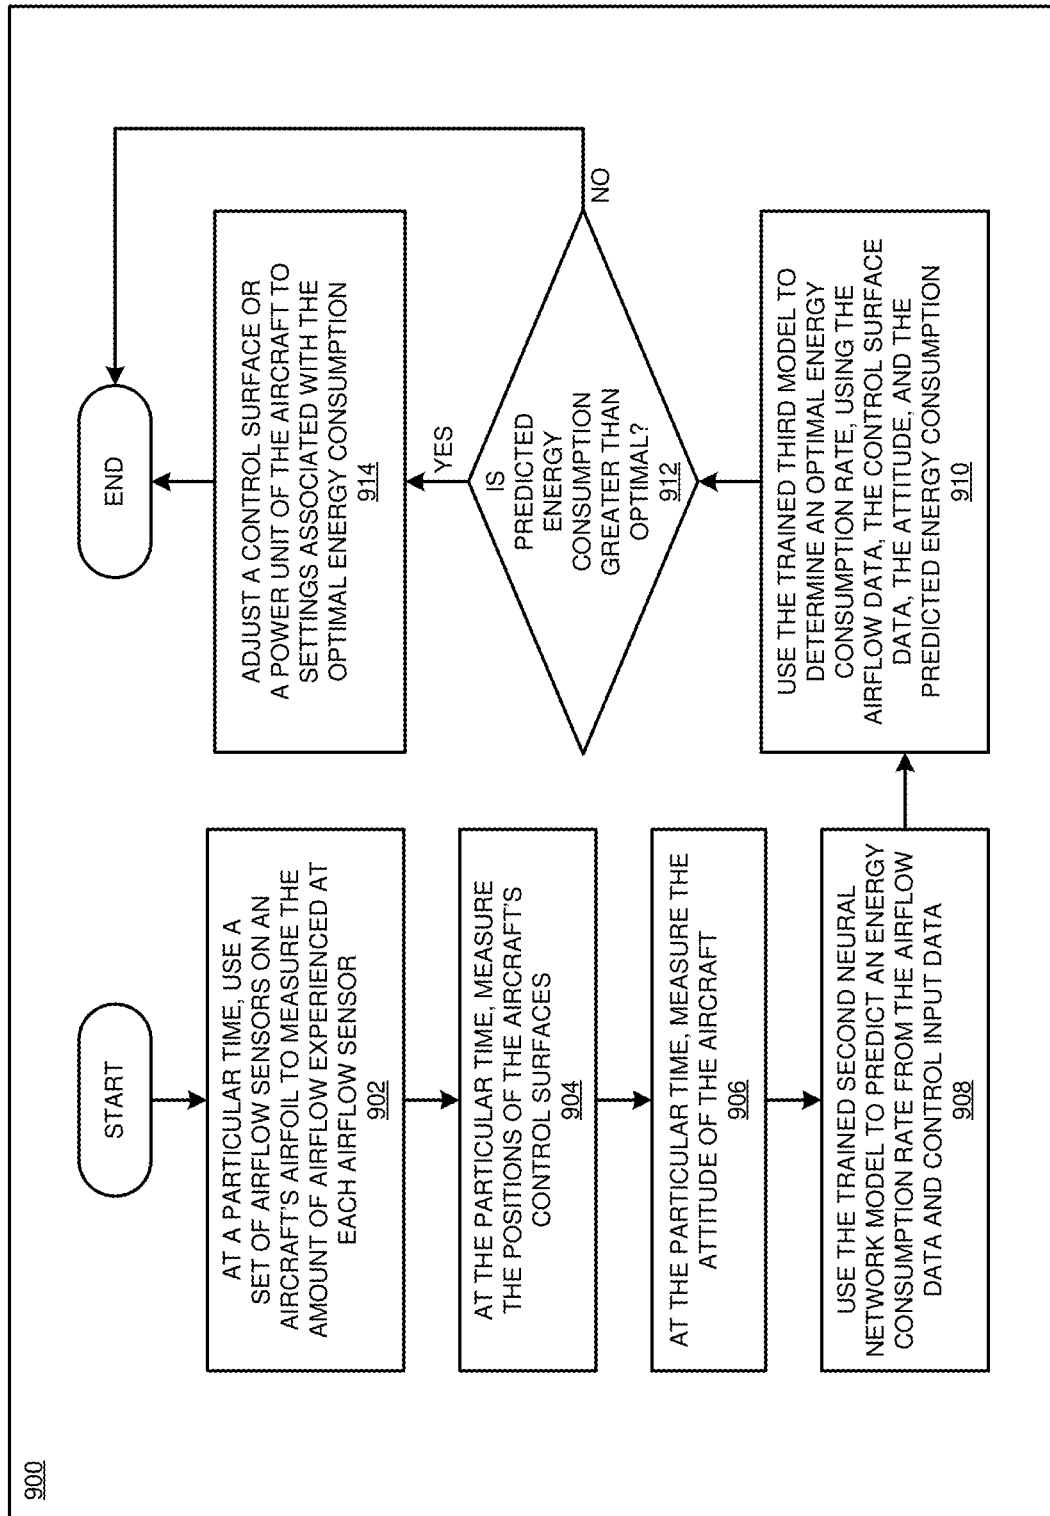 900
START
AT A PARTICULAR TIME, USE A
SET OF AIRFLOW SENSORS ON AN
AIRCRAFT'S AIRFOIL TO MEASURE THE
AMOUNT OF AIRFLOW EXPERIENCED AT
EACH AIRFLOW SENSOR
902
AT THE PARTICULAR TIME, MEASURE
THE POSITIONS OF THE AIRCRAFT'S
CONTROL SURFACES
904
AT THE PARTICULAR TIME, MEASURE THE
ATTITUDE OF THE AIRCRAFT
906
USE THE TRAINED SECOND NEURAL
NETWORK MODEL TO PREDICT AN ENERGY
CONSUMPTION RATE FROM THE AIRFLOW
DATA AND CONTROL INPUT DATA
908
USE THE TRAINED THIRD MODEL TO
DETERMINE AN OPTIMAL ENERGY
CONSUMPTION RATE, USING THE
AIRFLOW DATA, THE CONTROL SURFACE
DATA, THE ATTITUDE, AND THE
PREDICTED ENERGY CONSUMPTION
910
IS
PREDICTED
ENERGY
CONSUMPTION
GREATER THAN
OPTIMAL?
912
YES
NO
ADJUST A CONTROL SURFACE OR
A POWER UNIT OF THE AIRCRAFT TO
SETTINGS ASSOCIATED WITH THE
OPTIMAL ENERGY CONSUMPTION
914
END